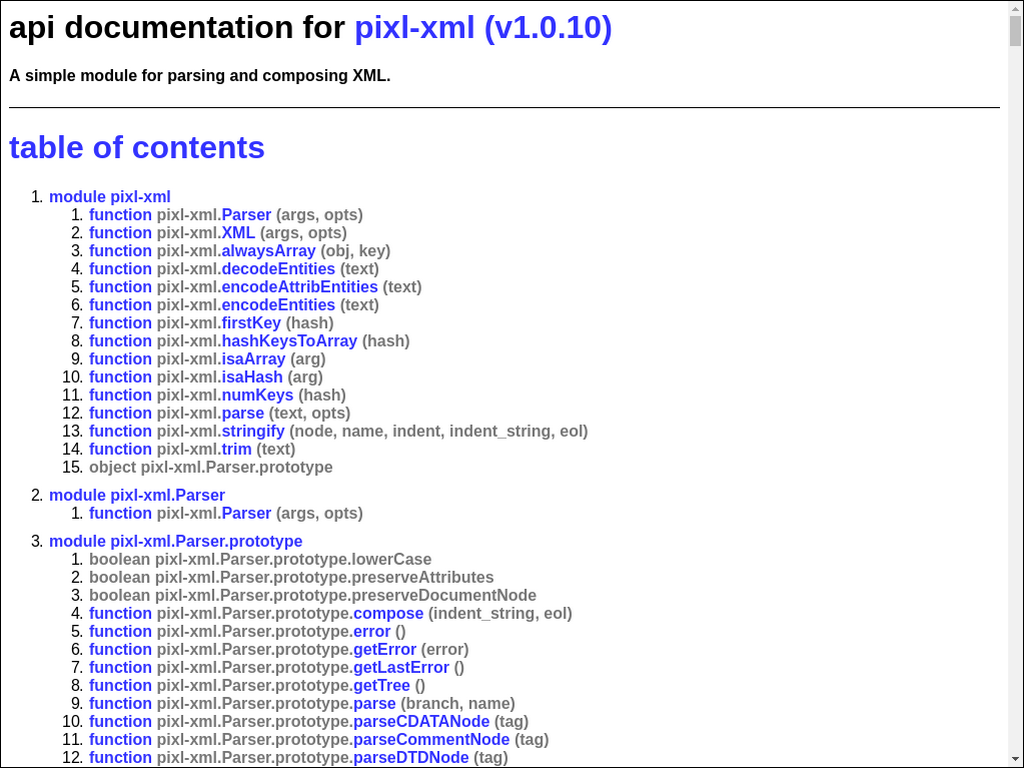 api documentation for pixl-xml (v1.0.10)
A simple module for parsing and composing XML.
table of contents
1. module pixl-xml
1. function pixl-xml.Parser (args, opts)
2. function pixl-xml.XML (args, opts)
3. function pixl-xml.alwaysArray (obj, key)
4. function pixl-xml.decodeEntities (text)
5. function pixl-xml.encodeAttribEntities (text)
6. function pixl-xml.encodeEntities (text)
7. function pixl-xml.firstKey (hash)
8. function pixl-xml.hashKeysToArray (hash)
9. function pixl-xml.isaArray (arg)
10. function pixl-xml.isaHash (arg)
11. function pixl-xml.numKeys (hash)
12. function pixl-xml.parse (text, opts)
13. function pixl-xml.stringify (node, name, indent, indent_string, eol)
14. function pixl-xml.trim (text)
15. object pixl-xml.Parser.prototype
2. module pixl-xml.Parser
1. function pixl-xml.Parser (args, opts)
3. module pixl-xml.Parser.prototype
1. boolean pixl-xml.Parser.prototype.lowerCase
2. boolean pixl-xml.Parser.prototype.preserveAttributes
3. boolean pixl-xml.Parser.prototype.preserveDocumentNode
4. function pixl-xml.Parser.prototype.compose (indent_string, eol)
5. function pixl-xml.Parser.prototype.error ()
6. function pixl-xml.Parser.prototype.getError (error)
7. function pixl-xml.Parser.prototype.getLastError ()
8. function pixl-xml.Parser.prototype.getTree ()
9. function pixl-xml.Parser.prototype.parse (branch, name)
10. function pixl-xml.Parser.prototype.parseCDATANode (tag)
11. function pixl-xml.Parser.prototype.parseCommentNode (tag)
12. function pixl-xml.Parser.prototype.parseDTDNode (tag)